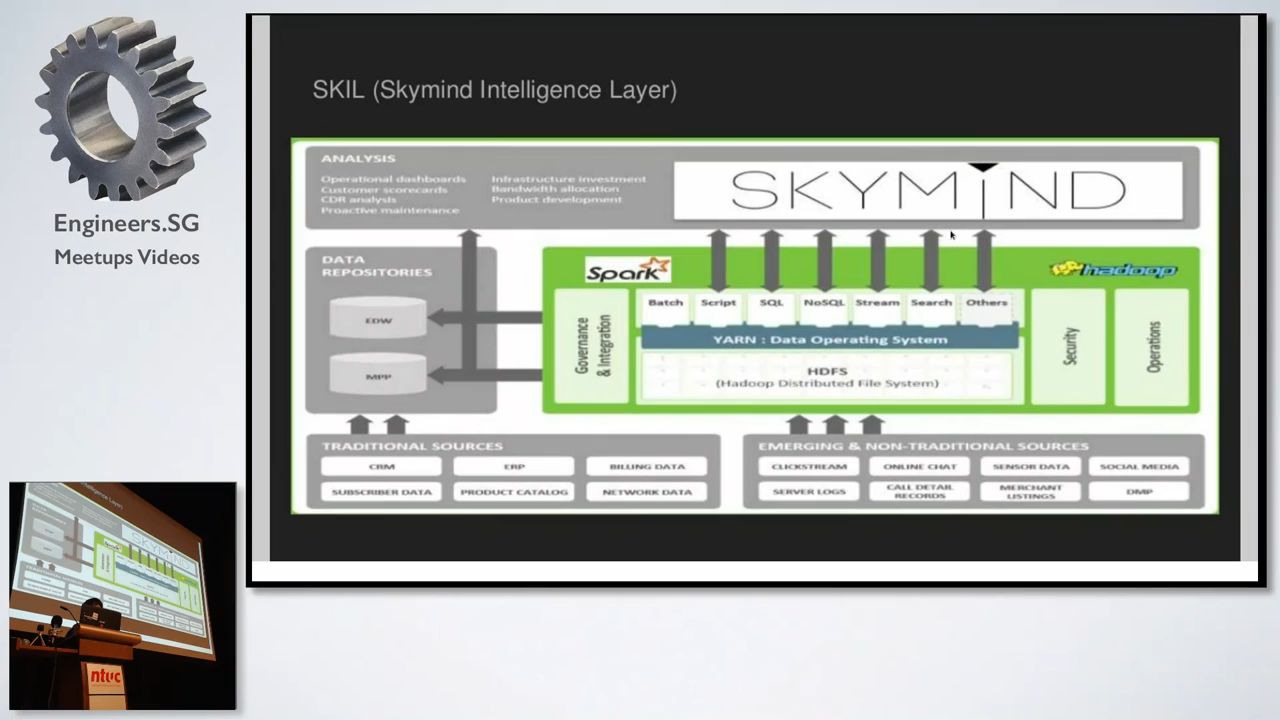 Engineers.SG
Meetups Videos
SKIL (Skymind Intelligence Layer)
ANALYSIS
Operational dashboards
Customer scorecards
CDR analysis
Proactive maintenance
Infrastructure investment
Bandwidth allocation
Product development
SKYMIND
DATA
REPOSITORIES
EDW
MPP
Spark
hadoop
Governance
& Integration
Batch
Script
SQL
NoSQL
Stream
Search
Others
YARN : Data Operating System
HDFS
(Hadoop Distributed File System)
Security
Operations
TRADITIONAL SOURCES
CRM
ERP
BILLING DATA
SUBSCRIBER DATA
PRODUCT CATALOG
NETWORK DATA
EMERGING & NON-TRADITIONAL SOURCES
CLICKSTREAM
ONLINE CHAT
SENSOR DATA
SOCIAL MEDIA
SERVER LOGS
CALL DETAIL
RECORDS
MERCHANT
LISTINGS
DMP
SKYMIND
ntuc